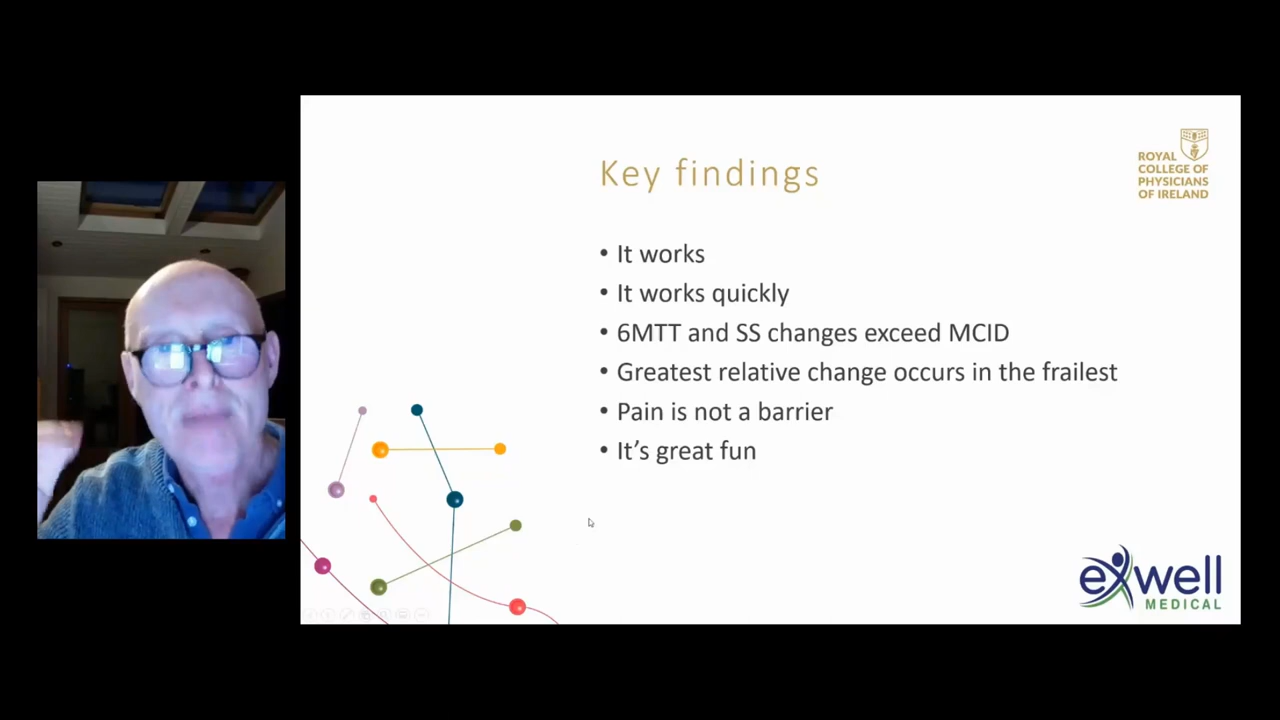 Key findings
ROYAL
COLLEGE OF
PHYSICIANS
OF IRELAND
• It works
• It works quickly
• 6MTT and SS changes exceed MCID
• Greatest relative change occurs in the frailest
• Pain is not a barrier
• It’s great fun
exwell
MEDICAL